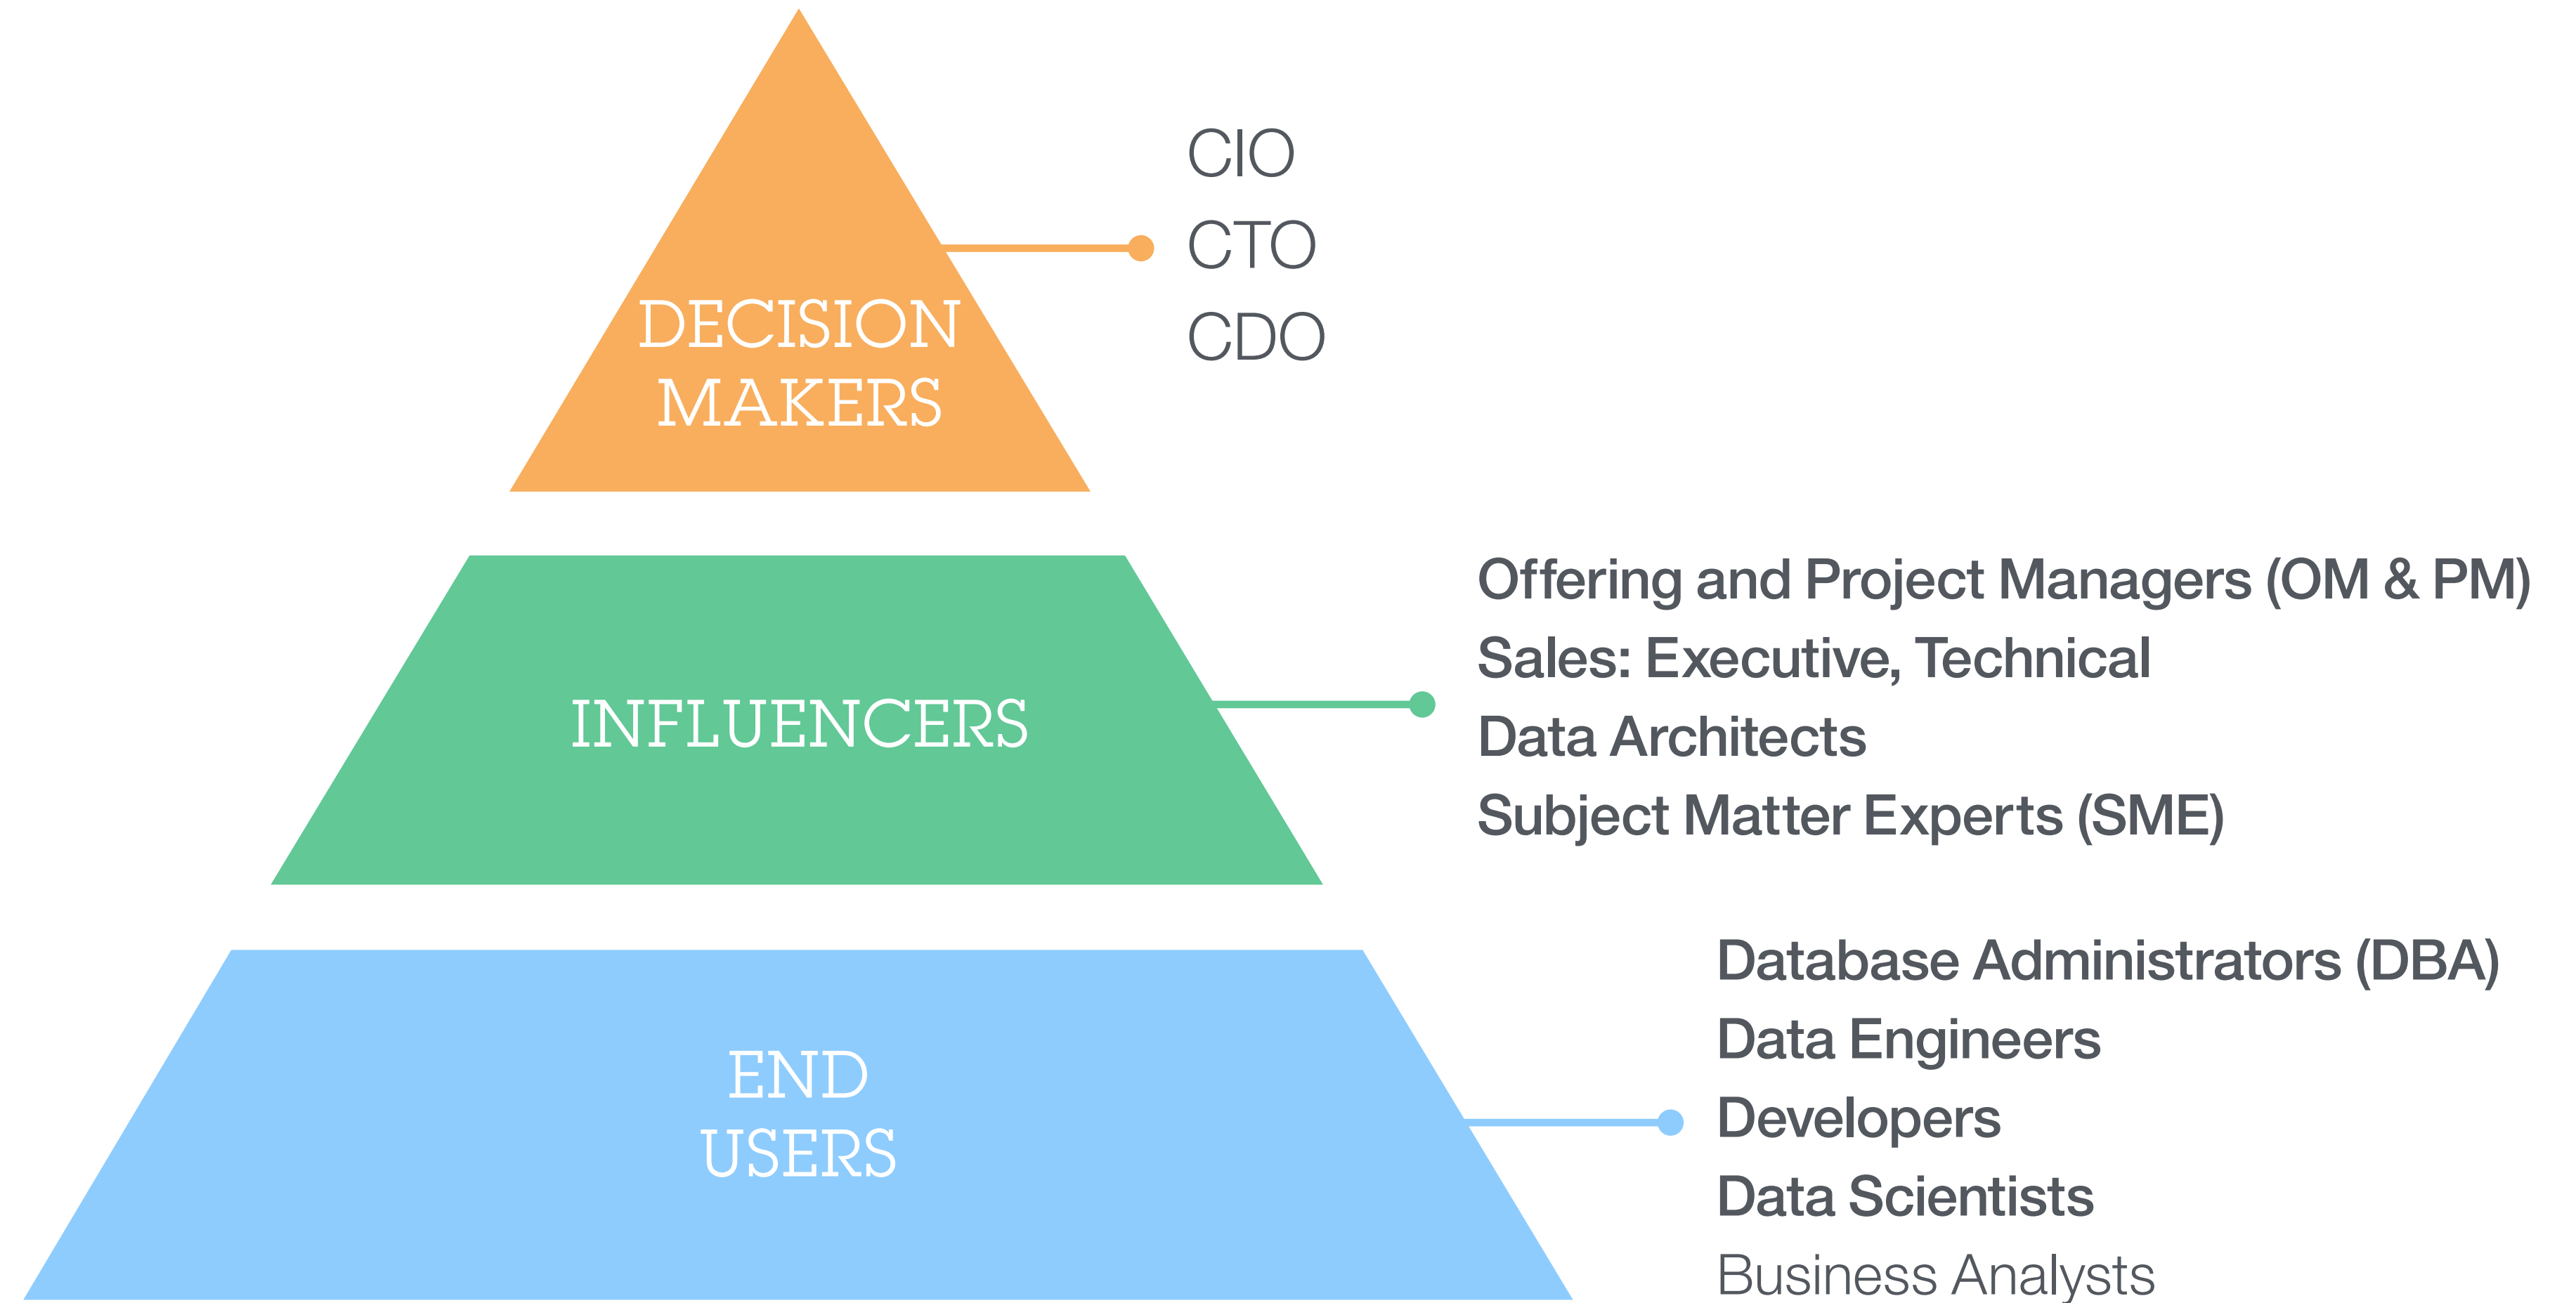 DECISION
MAKERS
CIO
CTO
CDO
INFLUENCERS
Offering and Project Managers (OM & PM)
Sales: Executive, Technical
Data Architects
Subject Matter Experts (SME)
END
USERS
Database Administrators (DBA)
Data Engineers
Developers
Data Scientists
Business Analysts